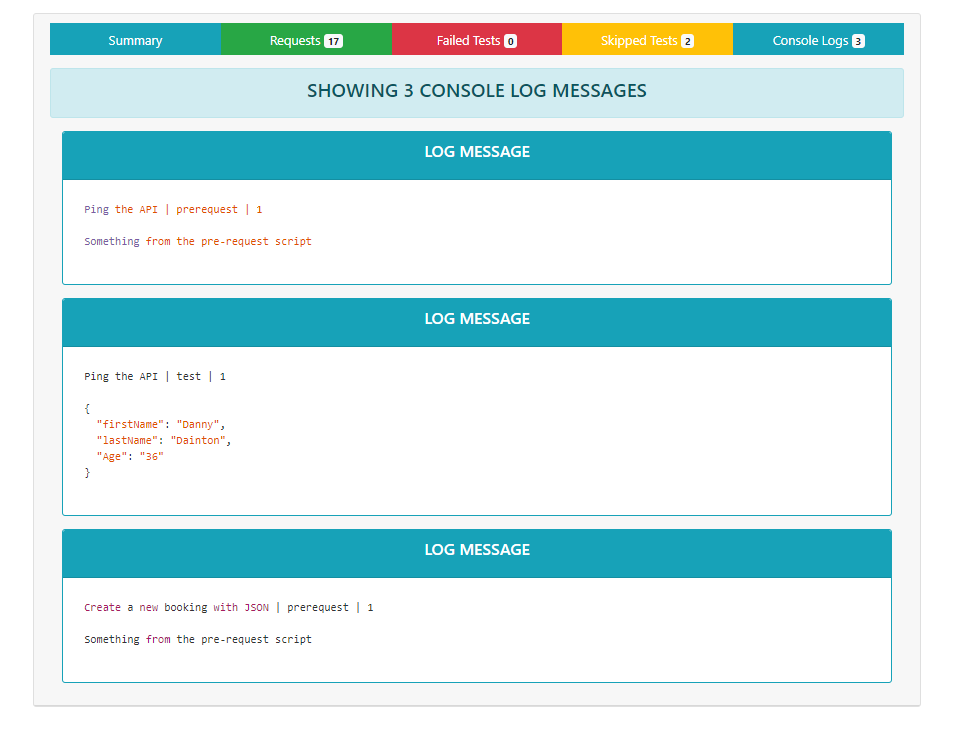 Summary Requests 17 Failed Tests 0 Skipped Tests 2 Console Logs 3
SHOWING 3 CONSOLE LOG MESSAGES
LOG MESSAGE
Ping the API | prerequest | 1
Something from the pre-request script
LOG MESSAGE
Ping the API | test | 1
{
  "firstName": "Danny",
  "lastName": "Dainton",
  "Age": "36"
}
LOG MESSAGE
Create a new booking with JSON | prerequest | 1
Something from the pre-request script